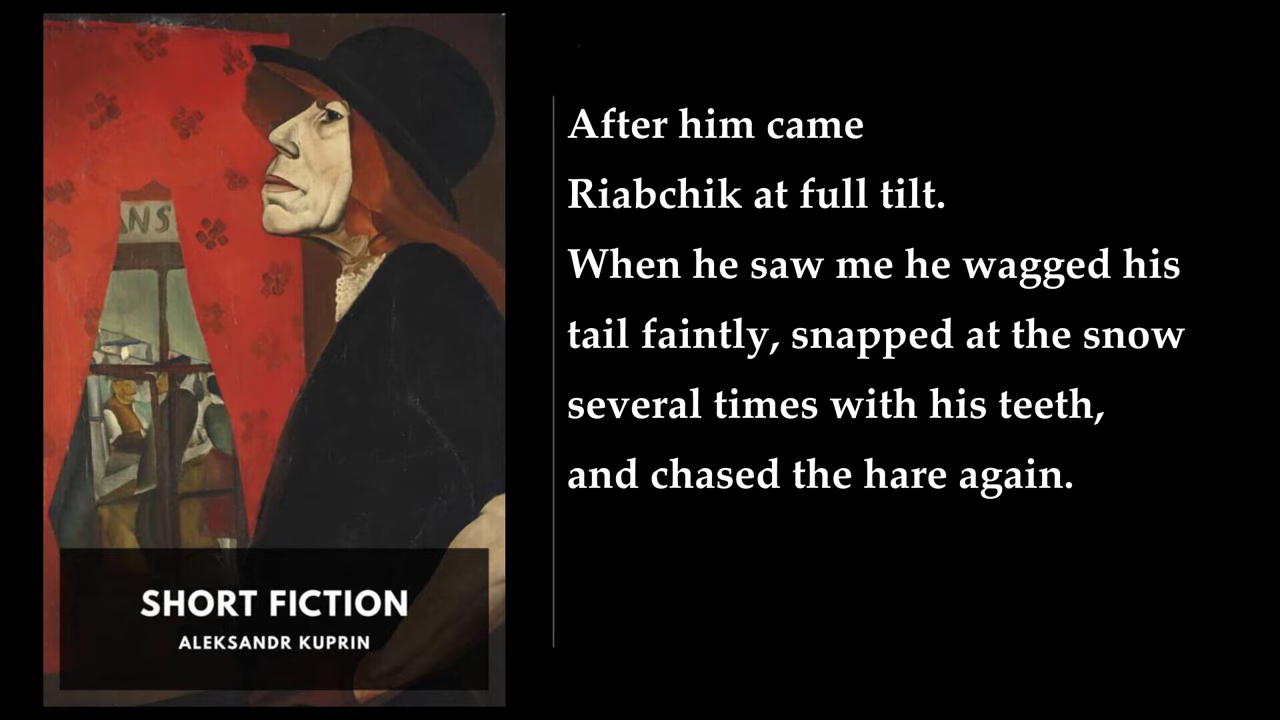 ANS
SHORT FICTION
ALEKSANDR KUPRIN
After him came
Riabchik at full tilt.
When he saw me he wagged his
tail faintly, snapped at the snow
several times with his teeth,
and chased the hare again.